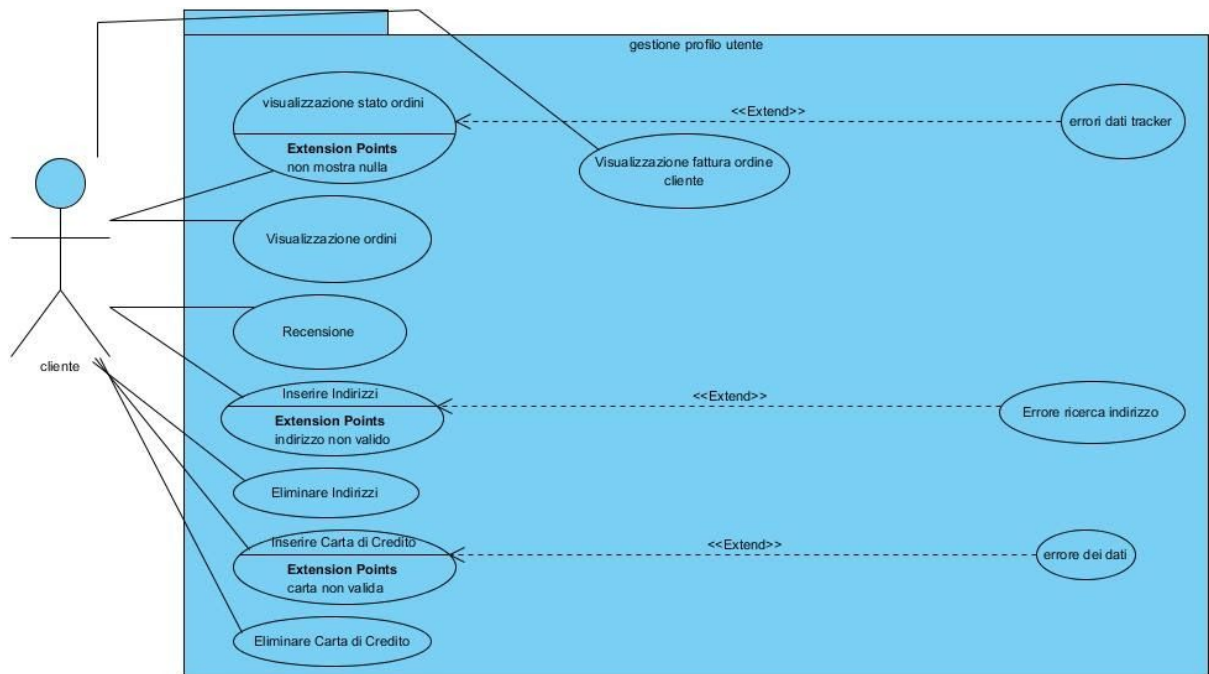 gestione profilo utente
visualizzazione stato ordini
Extension Points
non mostra nulla
<<Extend>>
errori dati tracker
Visualizzazione fattura ordine
cliente
Visualizzazione ordini
Recensione
cliente
Inserire Indirizzi
Extension Points
indirizzo non valido
<<Extend>>
Errore ricerca indirizzo
Eliminare Indirizzi
Inserire Carta di Credito
Extension Points
carta non valida
<<Extend>>
errore dei dati
Eliminare Carta di Credito